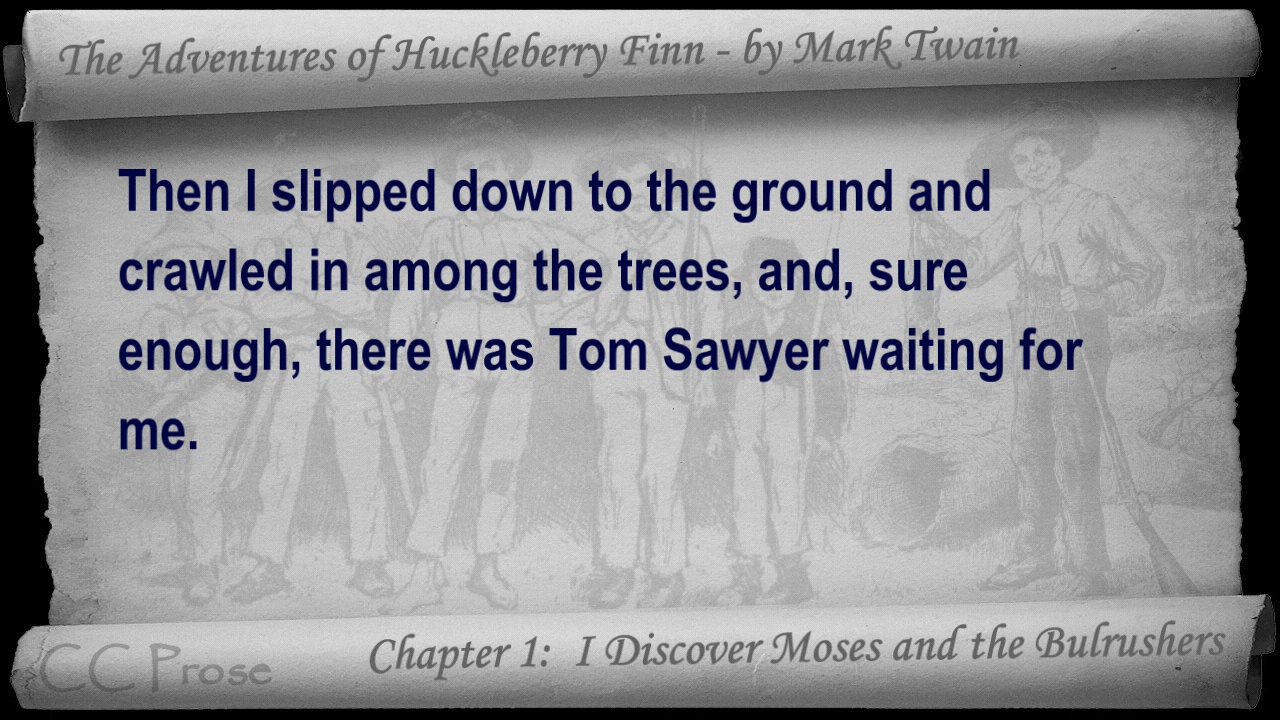 The Adventures of Huckleberry Finn - by Mark Twain
Then I slipped down to the ground and
crawled in among the trees, and, sure
enough, there was Tom Sawyer waiting for
me.
CC Prose
Chapter 1: I Discover Moses and the Bulrushers